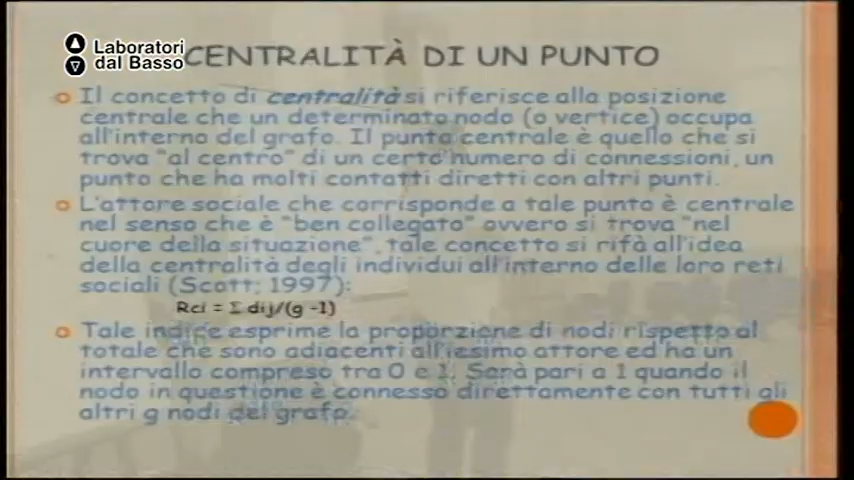 Laboratori
dal Basso
CENTRALITÀ DI UN PUNTO
Il concetto di centralità si riferisce alla posizione
centrale che un determinato nodo (o vertice) occupa
all'interno del grafo. Il punto centrale è quello che si
trova "al centro" di un certo numero di connessioni, un
punto che ha molti contatti diretti con altri punti.
L'attore sociale che corrisponde a tale punto è centrale
nel senso che è "ben collegato" ovvero si trova "nel
cuore della situazione", tale concetto si rifà all'idea
della centralità degli individui all'interno delle loro reti
sociali (Scott; 1997):
Rci = Σ dij/(g -1)
Tale indice esprime la proporzione di nodi rispetto al
totale che sono adiacenti all'iesimo attore ed ha un
intervallo compreso tra 0 e 1. Sarà pari a 1 quando il
nodo in questione è connesso direttamente con tutti gli
altri g nodi del grafo.